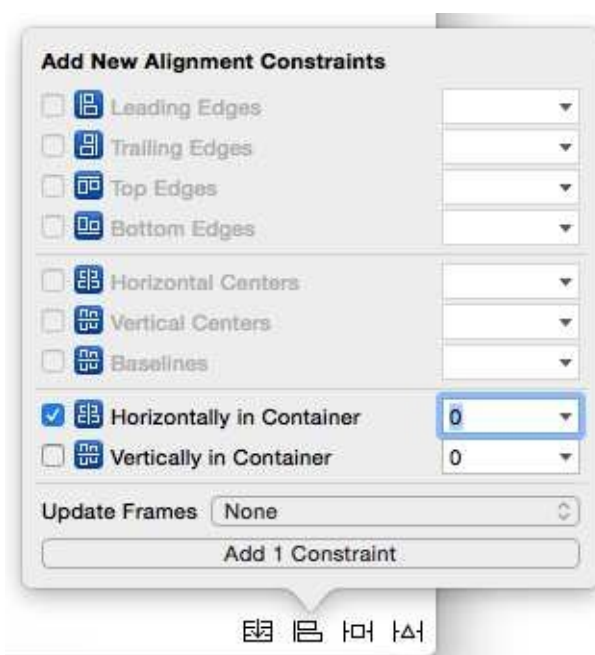 Add New Alignment Constraints
Leading Edges
Trailing Edges
Top Edges
Bottom Edges
Horizontal Centers
Vertical Centers
Baselines
Horizontally in Container 0
Vertically in Container 0
Update Frames None
Add 1 Constraint